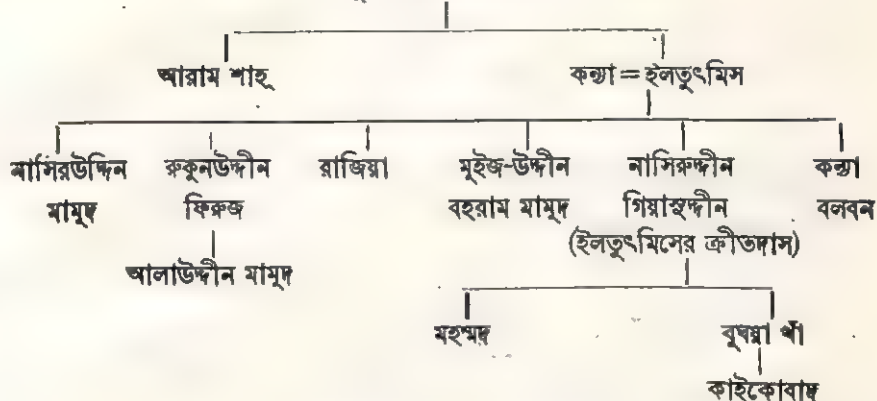 আরাম শাহ্ কন্যা = ইলতুৎমিস
নাসিরউদ্দিন রুকুনউদ্দীন রাজিয়া মুইজ-উদ্দীন নাসিরুদ্দীন কন্যা
মামুদ ফিরুজ বহরাম মামুদ গিয়াসুদ্দীন বলবন
(ইলতুৎমিসের ক্রীতদাস)
আলাউদ্দীন মামুদ
মহম্মদ বুঘরা খাঁ
কাইকোবাদ